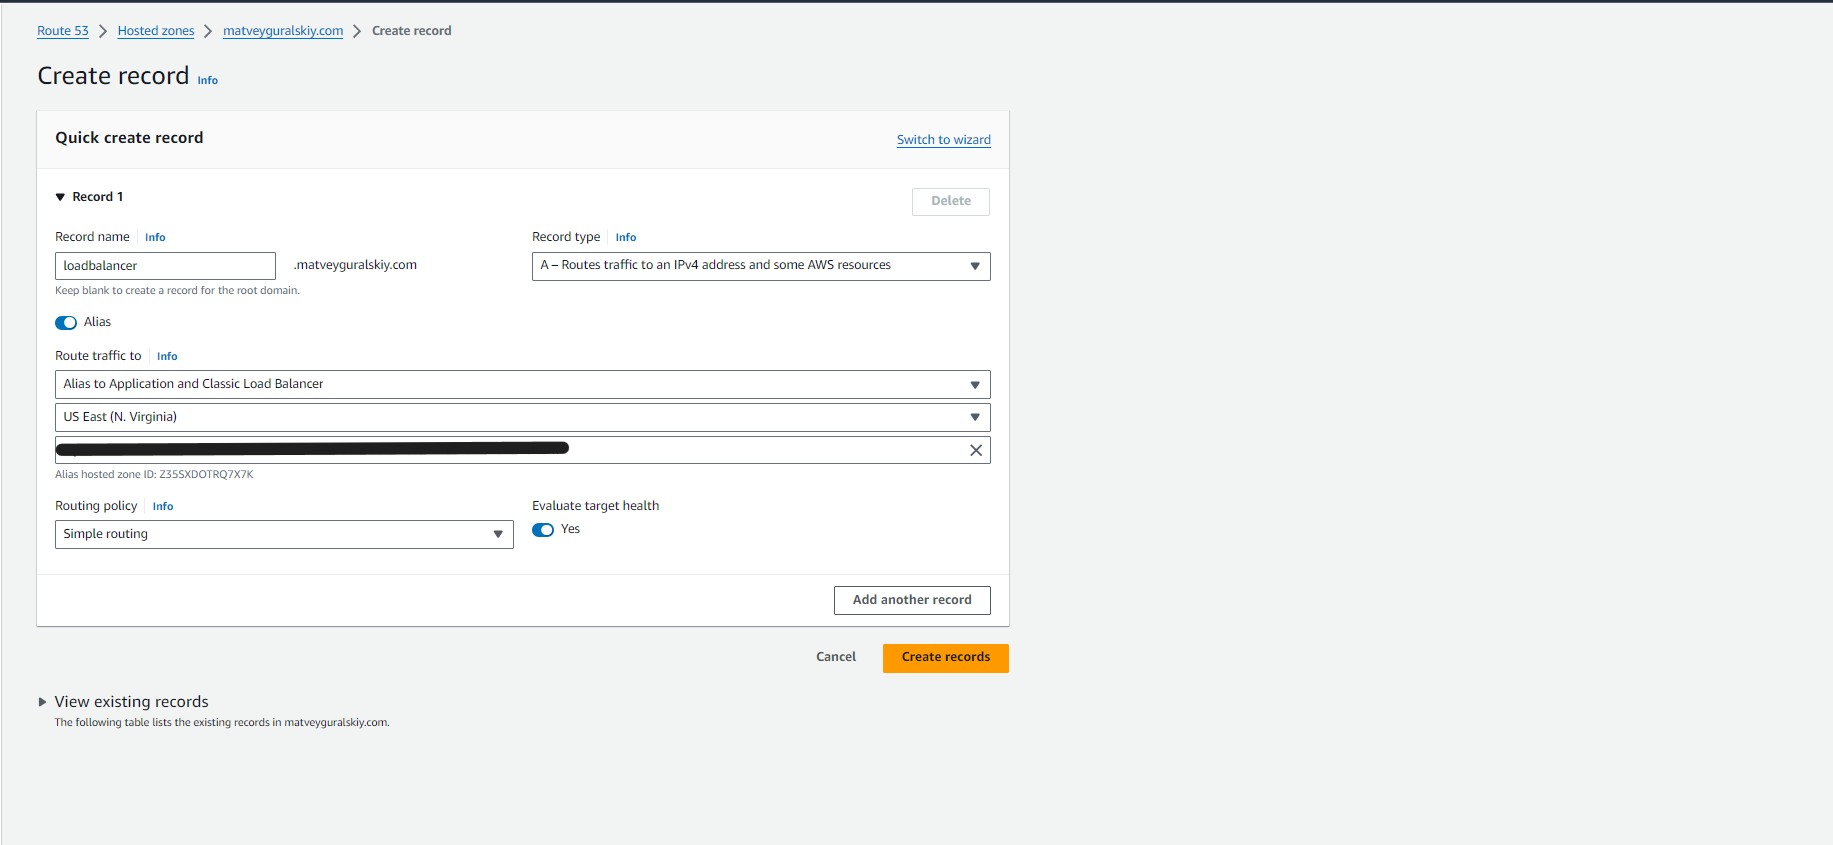 Route 53 > Hosted zones > matveyguralskiy.com > Create record
Create record Info
Quick create record
Switch to wizard
Record 1
Delete
Record name Info
Record type Info
loadbalancer .matveyguralskiy.com
A – Routes traffic to an IPv4 address and some AWS resources
Keep blank to create a record for the root domain.
Alias
Route traffic to Info
Alias to Application and Classic Load Balancer
US East (N. Virginia)
Alias hosted zone ID: Z35SXDOTRQ7X7K
Routing policy Info
Evaluate target health
Simple routing
Yes
Add another record
Cancel
Create records
View existing records
The following table lists the existing records in matveyguralskiy.com.